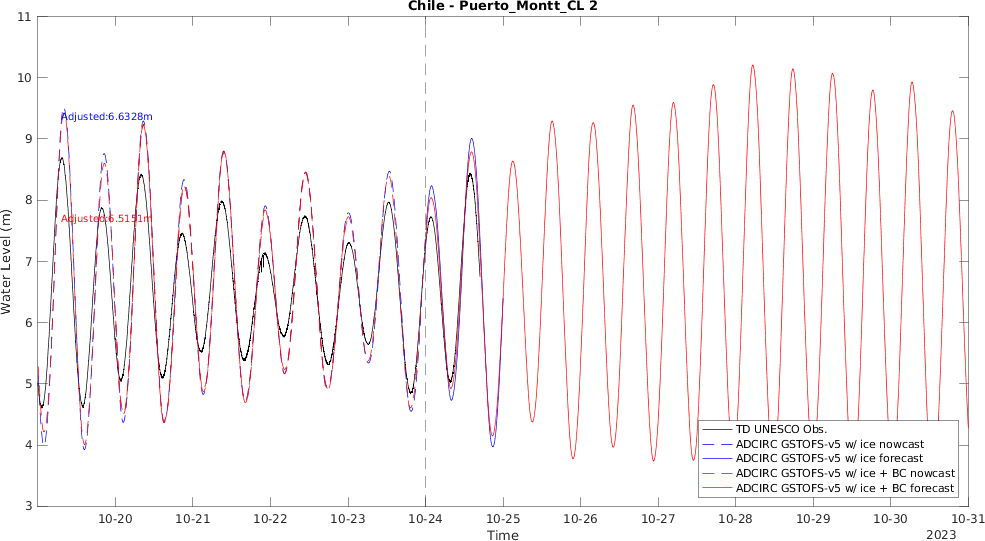 Chile - Puerto_Montt_CL 2
11
10
9
8
7
6
5
4
3
Water Level (m)
Adjusted:6.6328m
Adjusted:6.5151m
TD UNESCO Obs.
ADCIRC GSTOFS-v5 w/ ice nowcast
ADCIRC GSTOFS-v5 w/ ice forecast
ADCIRC GSTOFS-v5 w/ ice + BC nowcast
ADCIRC GSTOFS-v5 w/ ice + BC forecast
10-20 10-21 10-22 10-23 10-24 10-25 10-26 10-27 10-28 10-29 10-30 10-31
Time 2023